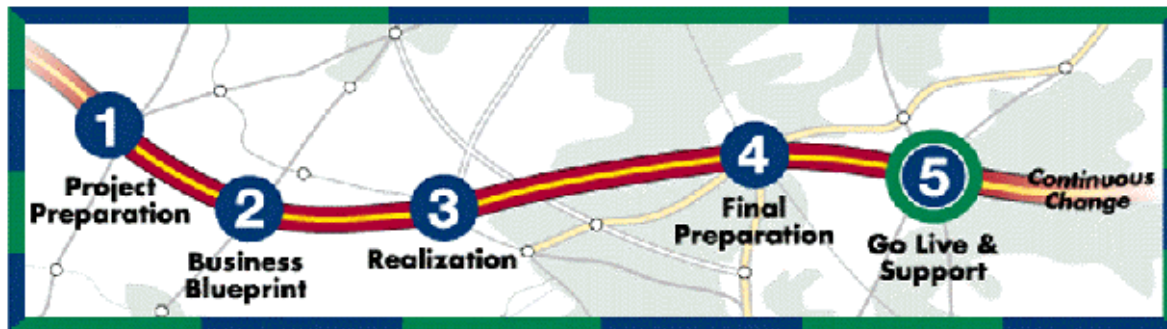 1
Project
Preparation
2
Business
Blueprint
3
Realization
4
Final
Preparation
5
Go Live &
Support
Continuous
Change